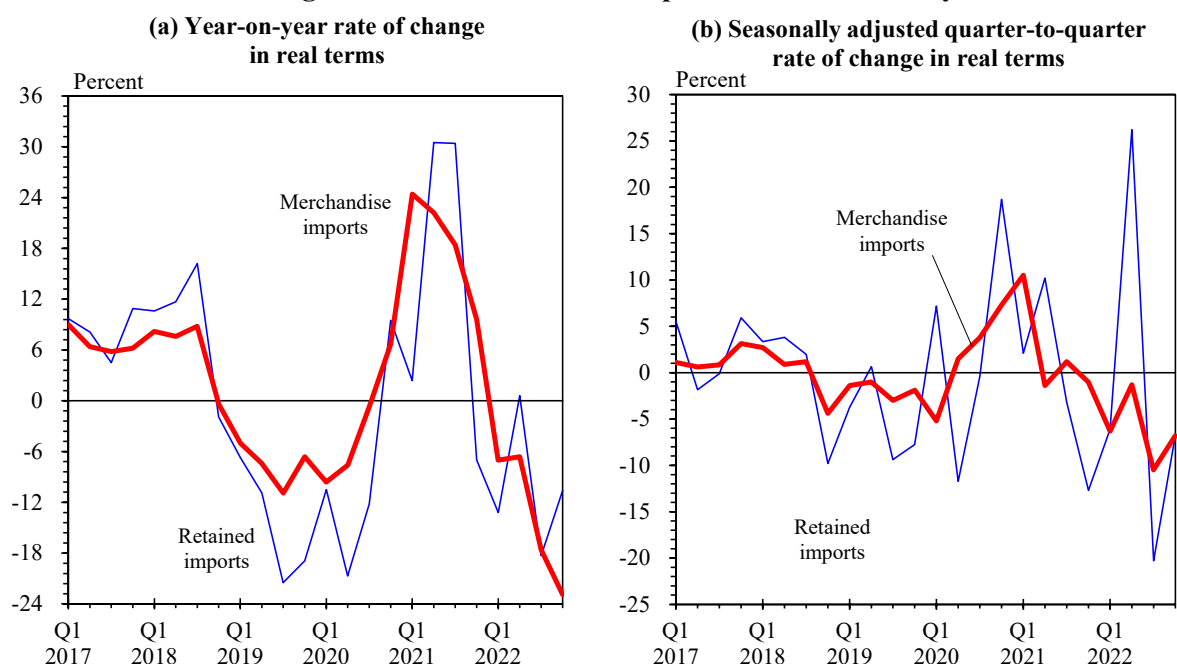 (a) Year-on-year rate of change
in real terms
Percent
36
30
24
18
12
6
0
-6
-12
-18
-24
Merchandise
imports
Retained
imports
Q1 Q1 Q1 Q1 Q1 Q1
2017 2018 2019 2020 2021 2022
(b) Seasonally adjusted quarter-to-quarter
rate of change in real terms
Percent
30
25
20
15
10
5
0
-5
-10
-15
-20
-25
Merchandise
imports
Retained
imports
Q1 Q1 Q1 Q1 Q1 Q1
2017 2018 2019 2020 2021 2022